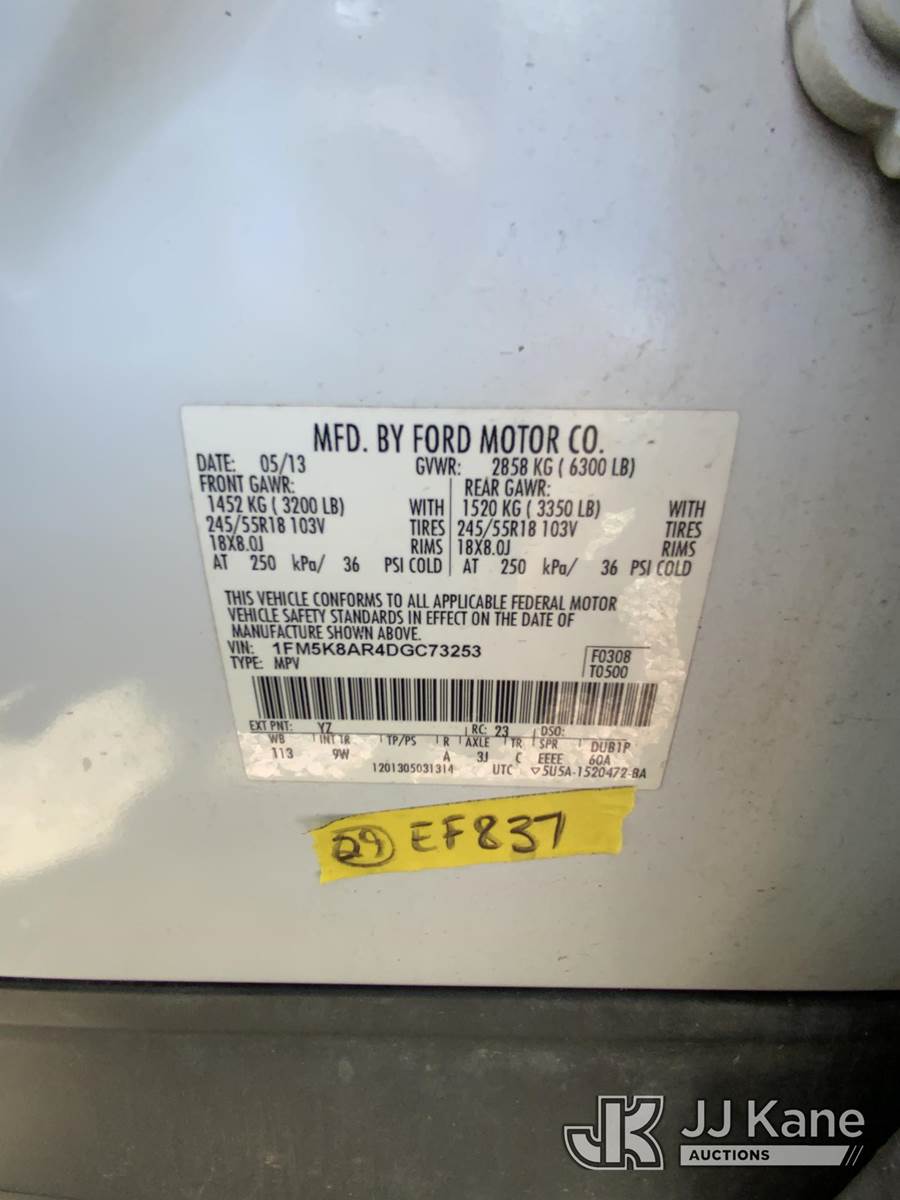 MFD. BY FORD MOTOR CO.
DATE: 05/13 GVWR: 2858 KG ( 6300 LB)
FRONT GAWR: REAR GAWR:
1452 KG ( 3200 LB) WITH 1520 KG ( 3350 LB) WITH
245/55R18 103V TIRES 245/55R18 103V TIRES
18X8.0J RIMS 18X8.0J RIMS
AT 250 kPa/ 36 PSI COLD AT 250 kPa/ 36 PSI COLD
THIS VEHICLE CONFORMS TO ALL APPLICABLE FEDERAL MOTOR
VEHICLE SAFETY STANDARDS IN EFFECT ON THE DATE OF
MANUFACTURE SHOWN ABOVE.
VIN: 1FM5K8AR4DGC73253 F0308
TYPE: MPV T0500
EXT PNT: YZ RC: 23 DSO:
WB INT TR TP/PS R AXLE TR SPR DUB1P
113 9W A 3J C EEEE 60A
1201305031314 UTC ▽5U5A-1520472-BA
29 EF837
JK JJ Kane
AUCTIONS